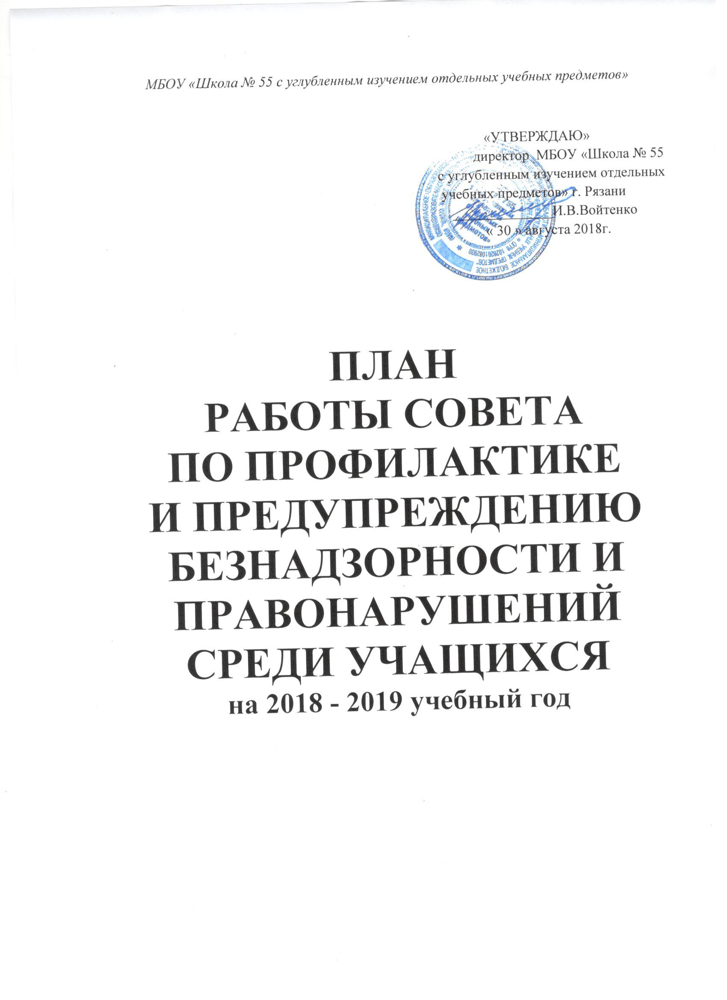 МБОУ «Школа № 55 с углубленным изучением отдельных учебных предметов»
«УТВЕРЖДАЮ»
директор МБОУ «Школа № 55
с углубленным изучением отдельных
учебных предметов» г. Рязани
И.В.Войтенко
« 30 » августа 2018г.
ПЛАН
РАБОТЫ СОВЕТА
ПО ПРОФИЛАКТИКЕ
И ПРЕДУПРЕЖДЕНИЮ
БЕЗНАДЗОРНОСТИ И
ПРАВОНАРУШЕНИЙ
СРЕДИ УЧАЩИХСЯ
на 2018 - 2019 учебный год